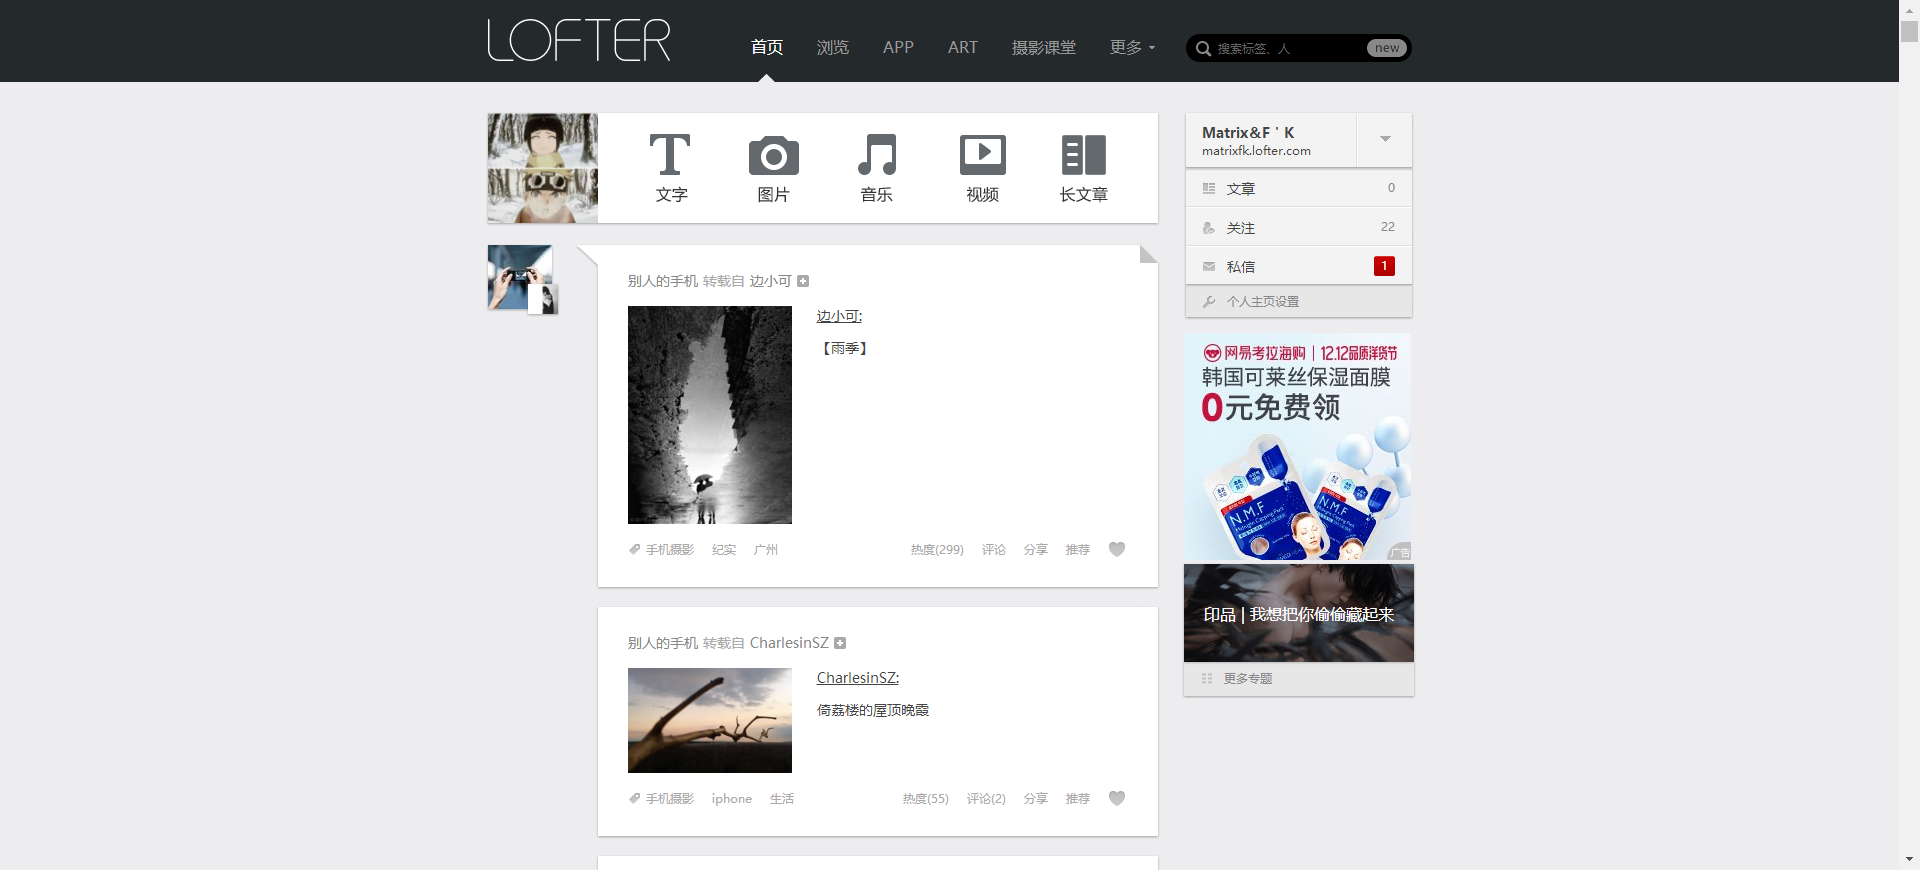 LOFTER
首页 浏览 APP ART 摄影课堂 更多 搜索标签、人 new
文字 图片 音乐 视频 长文章
Matrix&F ' K
matrixfk.lofter.com
文章 0
关注 22
私信 1
个人主页设置
别人的手机 转载自 边小可
边小可:
【雨季】
手机摄影 纪实 广州 热度(299) 评论 分享 推荐
网易考拉海购 | 12.12品质洋货节
韩国可莱丝保湿面膜
0元免费领
N.M.F
N.M.F
广告
印品 | 我想把你偷偷藏起来
更多专题
别人的手机 转载自 CharlesinSZ
CharlesinSZ:
倚荔楼的屋顶晚霞
手机摄影 iphone 生活 热度(55) 评论(2) 分享 推荐